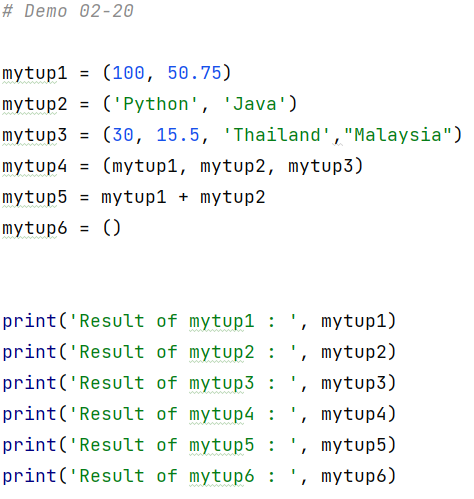 # Demo 02-20
mytup1 = (100, 50.75)
mytup2 = ('Python', 'Java')
mytup3 = (30, 15.5, 'Thailand',"Malaysia")
mytup4 = (mytup1, mytup2, mytup3)
mytup5 = mytup1 + mytup2
mytup6 = ()
print('Result of mytup1 : ', mytup1)
print('Result of mytup2 : ', mytup2)
print('Result of mytup3 : ', mytup3)
print('Result of mytup4 : ', mytup4)
print('Result of mytup5 : ', mytup5)
print('Result of mytup6 : ', mytup6)